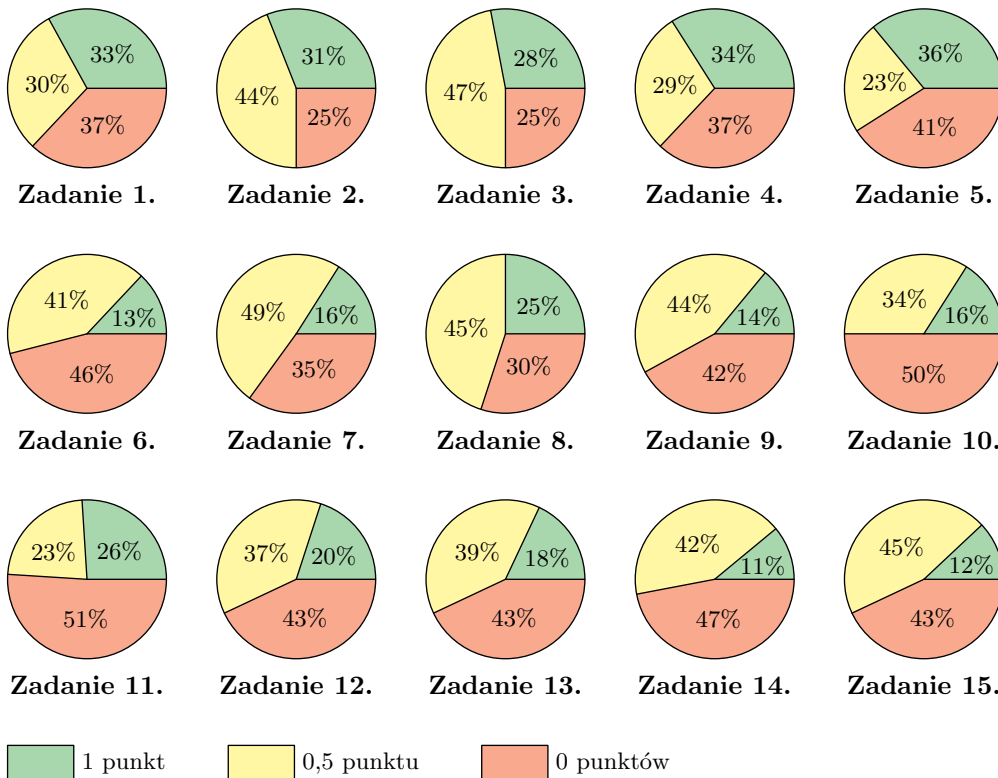 33% 31% 28% 34% 36%
30% 44% 47% 29% 23%
37% 25% 25% 37% 41%
Zadanie 1. Zadanie 2. Zadanie 3. Zadanie 4. Zadanie 5.
41% 49% 45% 44% 34%
13% 16% 25% 14% 16%
46% 35% 30% 42% 50%
Zadanie 6. Zadanie 7. Zadanie 8. Zadanie 9. Zadanie 10.
23% 37% 39% 42% 45%
26% 20% 18% 11% 12%
51% 43% 43% 47% 43%
Zadanie 11. Zadanie 12. Zadanie 13. Zadanie 14. Zadanie 15.
1 punkt 0,5 punktu 0 punktów